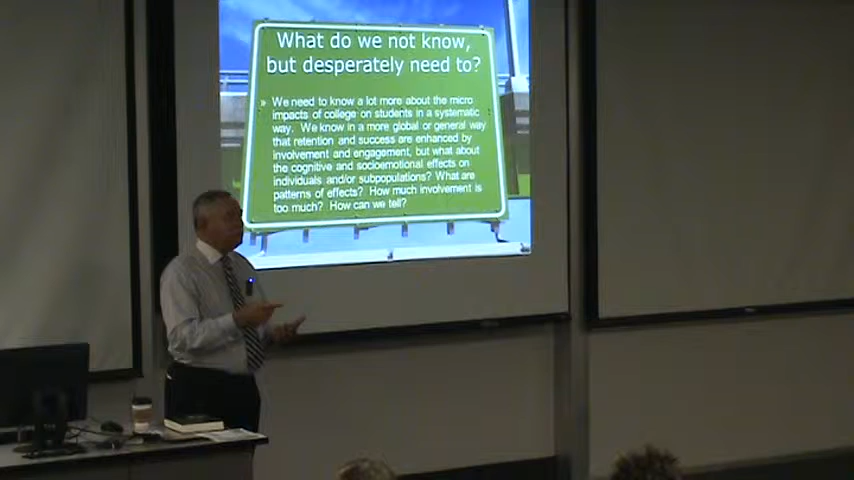 What do we not know,
but desperately need to?
» We need to know a lot more about the micro
impacts of college on students in a systematic
way. We know in a more global or general way
that retention and success are enhanced by
involvement and engagement, but what about
the cognitive and socioemotional effects on
individuals and/or subpopulations? What are
patterns of effects? How much involvement is
too much? How can we tell?